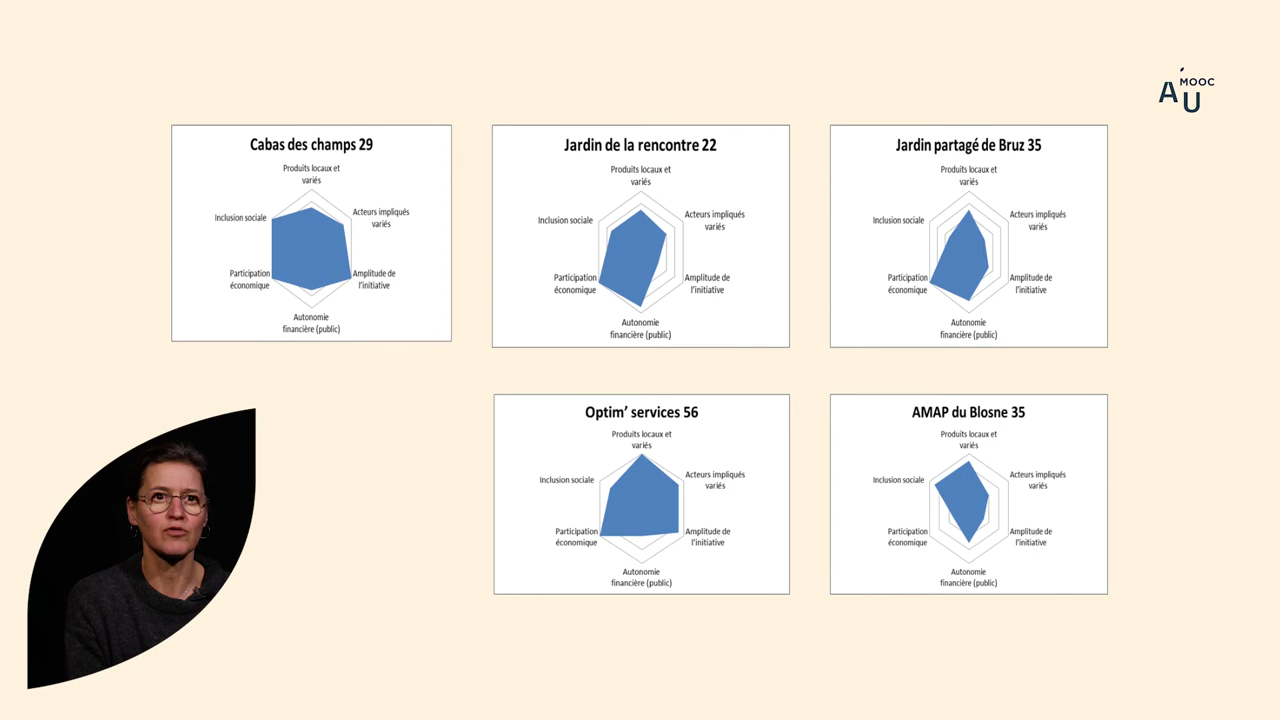 MOOC
A U
Cabas des champs 29
Produits locaux et
variés
Inclusion sociale
Acteurs impliqués
variés
Participation
économique
Amplitude de
l'initiative
Autonomie
financière (public)
Jardin de la rencontre 22
Produits locaux et
variés
Inclusion sociale
Acteurs impliqués
variés
Participation
économique
Amplitude de
l'initiative
Autonomie
financière (public)
Jardin partagé de Bruz 35
Produits locaux et
variés
Inclusion sociale
Acteurs impliqués
variés
Participation
économique
Amplitude de
l'initiative
Autonomie
financière (public)
Optim' services 56
Produits locaux et
variés
Inclusion sociale
Acteurs impliqués
variés
Participation
économique
Amplitude de
l'initiative
Autonomie
financière (public)
AMAP du Blosne 35
Produits locaux et
variés
Inclusion sociale
Acteurs impliqués
variés
Participation
économique
Amplitude de
l'initiative
Autonomie
financière (public)